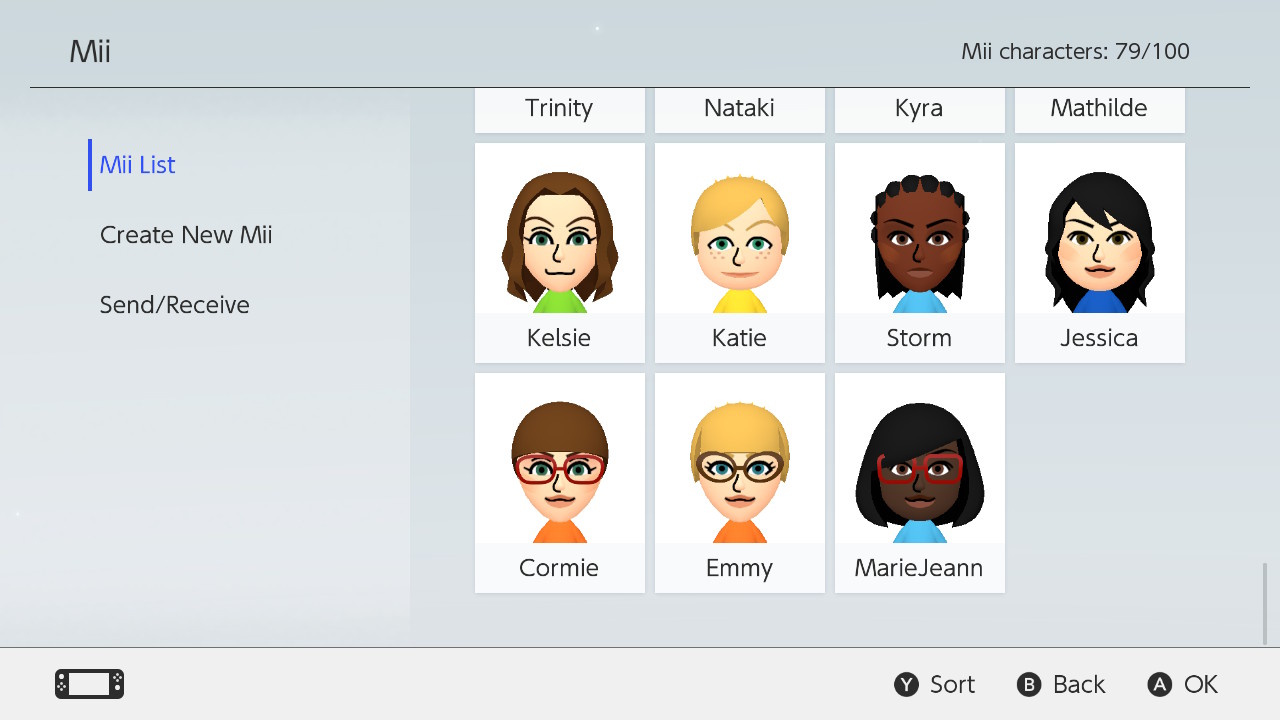 Mii
Mii characters: 79/100
Mii List
Create New Mii
Send/Receive
Trinity Nataki Kyra Mathilde
Kelsie Katie Storm Jessica
Cormie Emmy MarieJeann
Y Sort B Back A OK